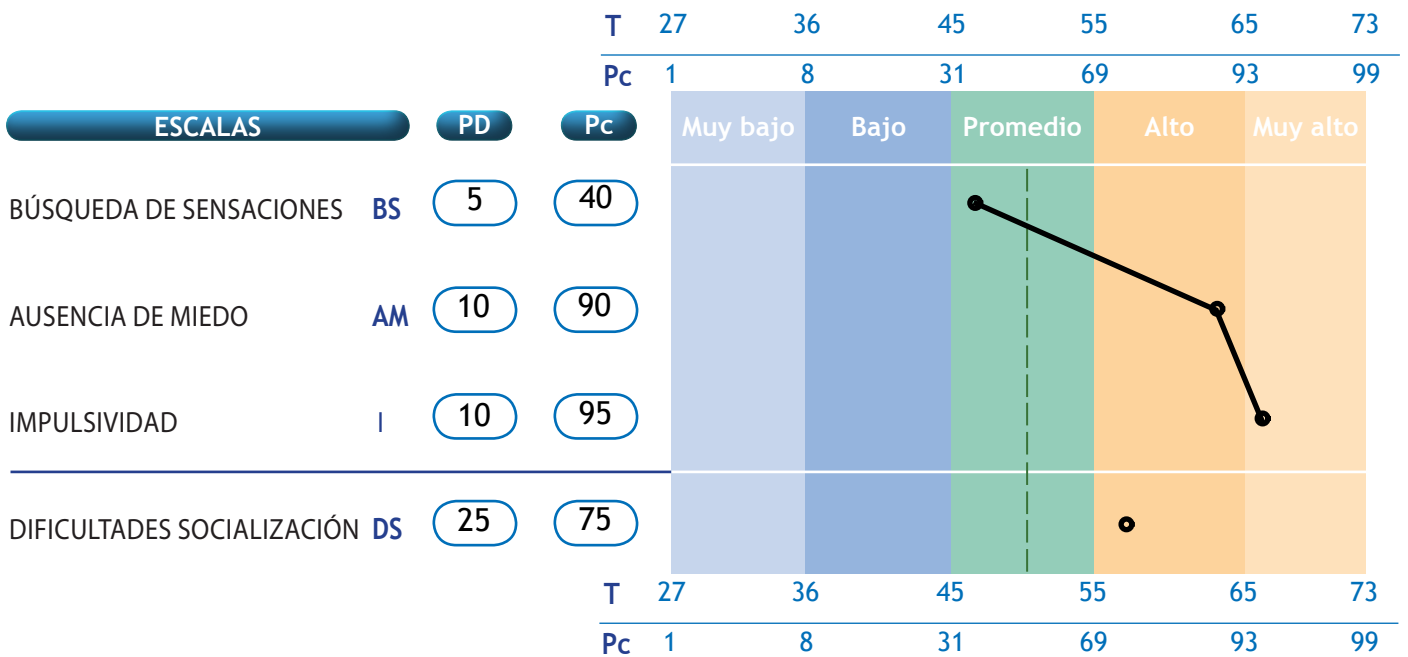 T 27 36 45 55 65 73
Pc 1 8 31 69 93 99
ESCALAS PD Pc Muy bajo Bajo Promedio Alto Muy alto
BÚSQUEDA DE SENSACIONES BS 5 40
AUSENCIA DE MIEDO AM 10 90
IMPULSIVIDAD I 10 95
DIFICULTADES SOCIALIZACIÓN DS 25 75
T 27 36 45 55 65 73
Pc 1 8 31 69 93 99